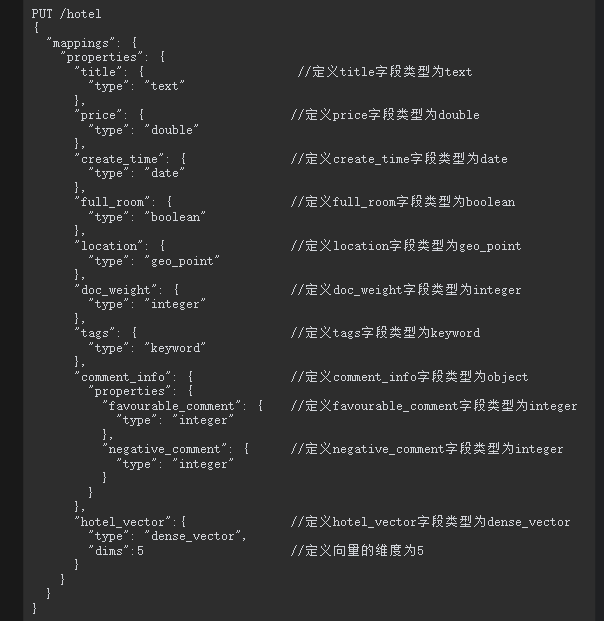 PUT /hotel
{
  "mappings": {
    "properties": {
      "title": {                      //定义title字段类型为text
        "type": "text"
      },
      "price": {                     //定义price字段类型为double
        "type": "double"
      },
      "create_time": {               //定义create_time字段类型为date
        "type": "date"
      },
      "full_room": {                 //定义full_room字段类型为boolean
        "type": "boolean"
      },
      "location": {                  //定义location字段类型为geo_point
        "type": "geo_point"
      },
      "doc_weight": {                //定义doc_weight字段类型为integer
        "type": "integer"
      },
      "tags": {                      //定义tags字段类型为keyword
        "type": "keyword"
      },
      "comment_info": {              //定义comment_info字段类型为object
        "properties": {
          "favourable_comment": {    //定义favourable_comment字段类型为integer
            "type": "integer"
          },
          "negative_comment": {      //定义negative_comment字段类型为integer
            "type": "integer"
          }
        }
      },
      "hotel_vector":{               //定义hotel_vector字段类型为dense_vector
        "type": "dense_vector",
        "dims":5                     //定义向量的维度为5
      }
    }
  }
}